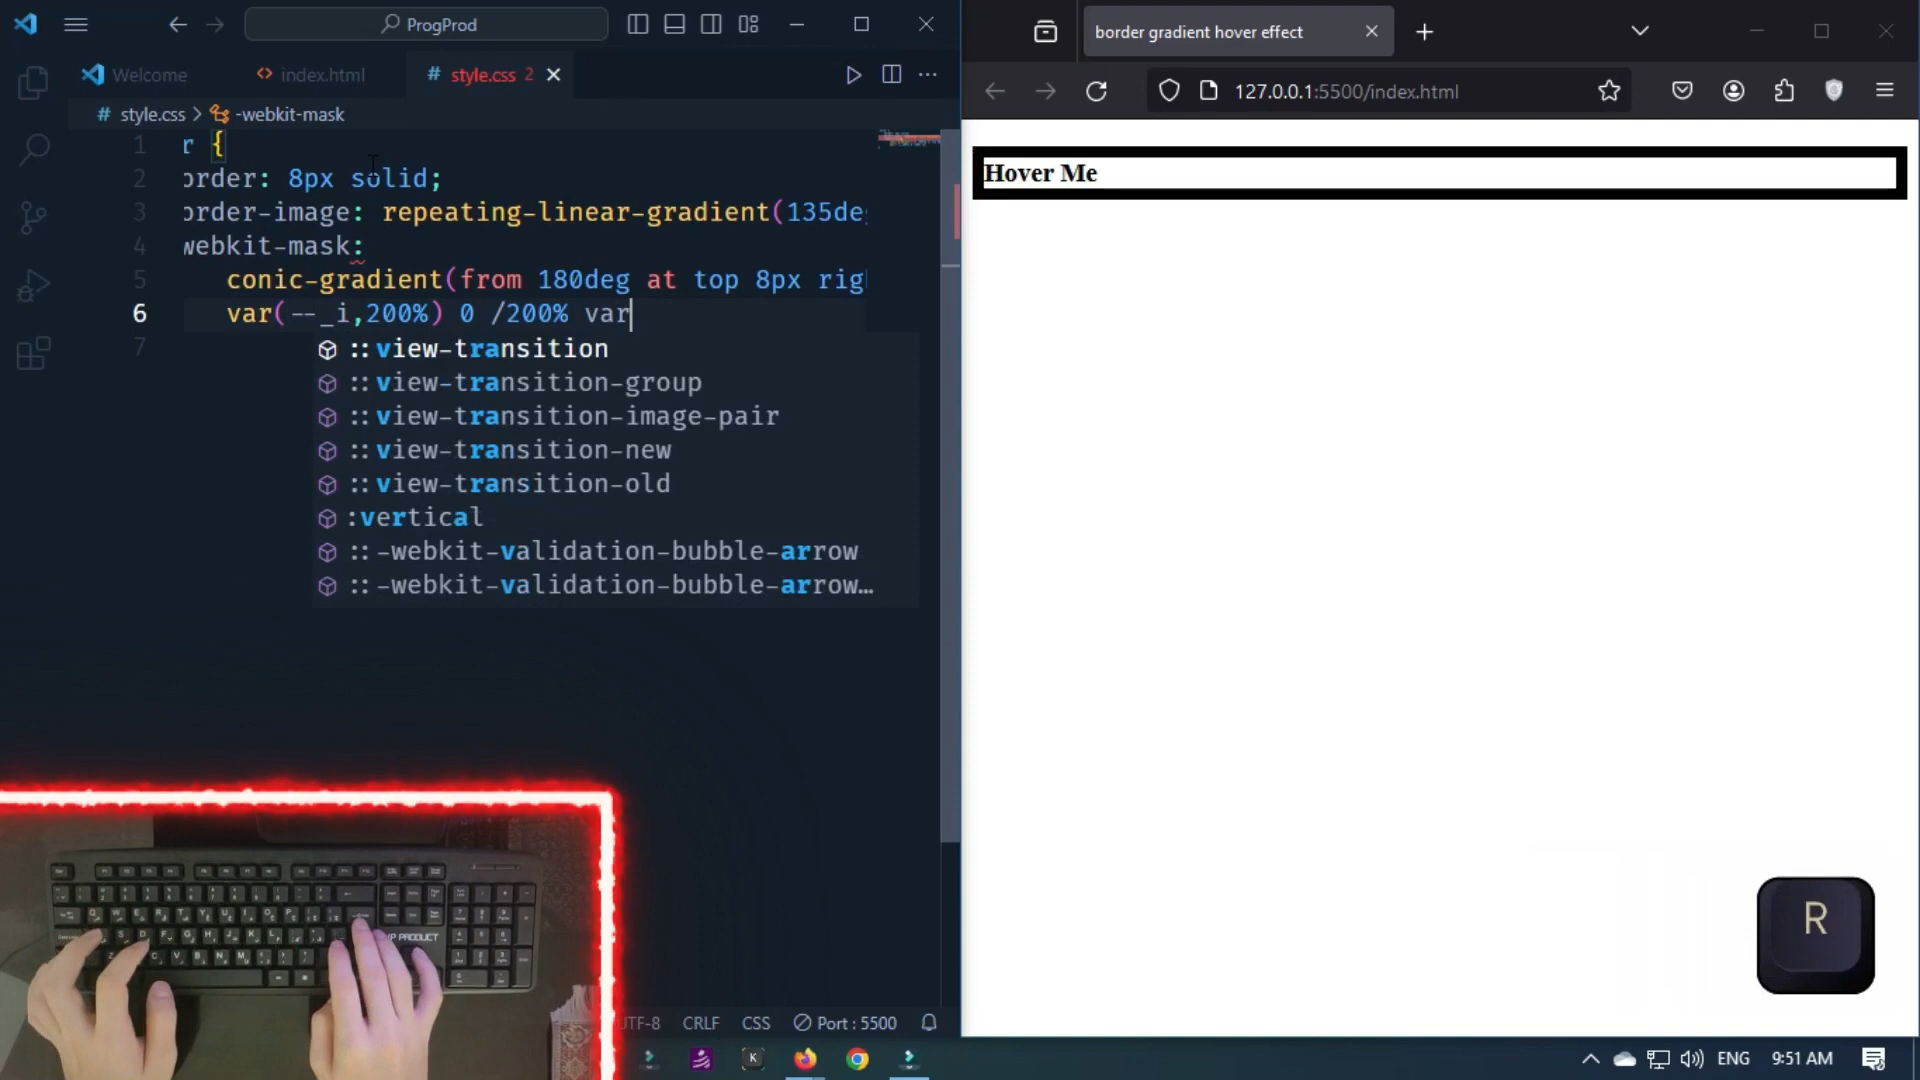 ProgProd
Welcome
index.html
style.css 2
style.css > -webkit-mask
1 r {
2 order: 8px solid;
3 order-image: repeating-linear-gradient(135de
4 webkit-mask:
5 conic-gradient(from 180deg at top 8px rig
6 var(--_i,200%) 0 /200% var
7
::view-transition
::view-transition-group
::view-transition-image-pair
::view-transition-new
::view-transition-old
:vertical
::-webkit-validation-bubble-arrow
::-webkit-validation-bubble-arrow…
UTF-8 CRLF CSS Port : 5500
border gradient hover effect
127.0.0.1:5500/index.html
Hover Me
R
K
ENG 9:51 AM